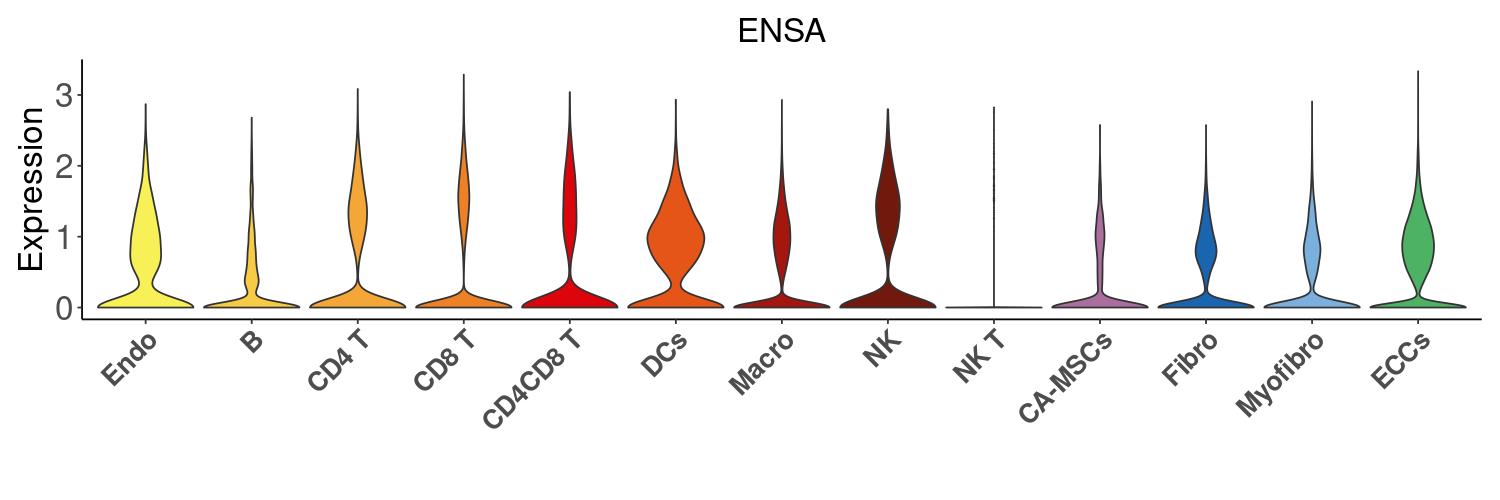 ENSA
Expression
3
2
1
0
Endo
B
CD4 T
CD8 T
CD4CD8 T
DCs
Macro
NK
NK T
CA-MSCs
Fibro
Myofibro
ECCs